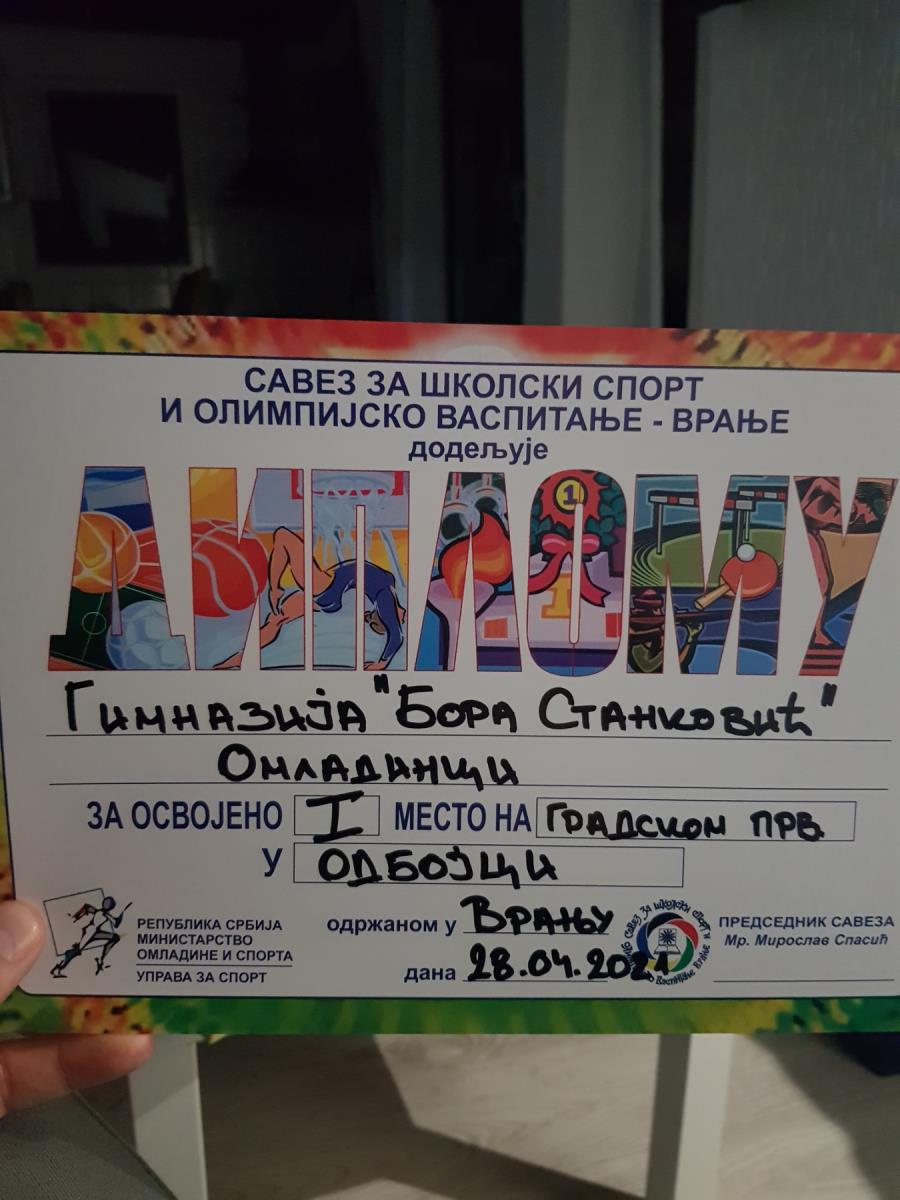 САВЕЗ ЗА ШКОЛСКИ СПОРТ
И ОЛИМПИЈСКО ВАСПИТАЊЕ - ВРАЊЕ
додељује
ДИПЛОМУ
Гимназија "Бора Станковић"
Омладинци
ЗА ОСВОЈЕНО I МЕСТО НА ГРАДСКОМ ПРВ.
У ОДБОЈЦИ
РЕПУБЛИКА СРБИЈА
МИНИСТАРСТВО
ОМЛАДИНЕ И СПОРТА
УПРАВА ЗА СПОРТ
одржаном у Врању
дана 28.04.2021
ПРЕДСЕДНИК САВЕЗА
Мр. Мирослав Спасић